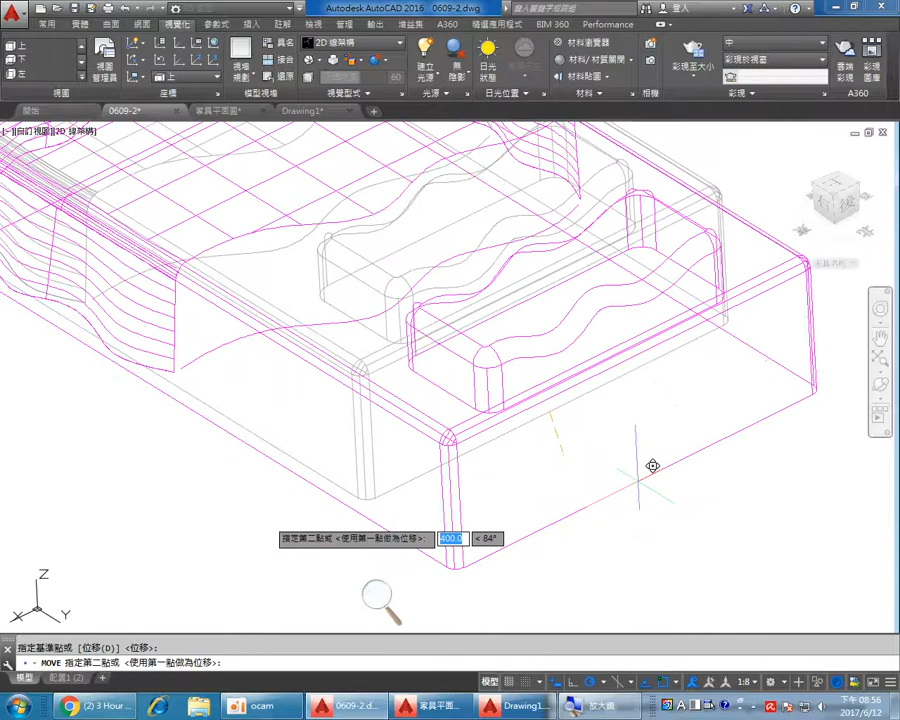 Autodesk AutoCAD 2016 0609-2.dwg
鍵入關鍵字或片語
登入
常用 實體 曲面 網面 視覺化 參數式 插入 註解 檢視 管理 輸出 增益集 A360 精選應用程式 BIM 360 Performance
上
下
左
視圖管理員
視圖
上
座標
視埠規劃
具名
接合
還原
模型視埠
2D 線架構
60
視覺型式
建立光源
無陰影
光源
日光狀態
日光位置
材料瀏覽器
材料/材質關閉
材料貼圖
材料
相機
彩現至大小
中
彩現於視窗
彩現
雲端彩現
彩現圖庫
A360
開始 0609-2* 家具平面圖* Drawing1*
[−][自訂視圖][2D 線架構]
右 後
指定第二點或 <使用第一點做為位移>: 400.0 < 84°
Z
X Y
指定基準點或 [位移(D)] <位移>:
MOVE 指定第二點或 <使用第一點做為位移>:
模型 配置1 (2)
模型 1:8
(2) 3 Hour ... ocam 0609-2.d... 家具平面... Drawing1... 放大鏡
下午 08:56
2017/6/12